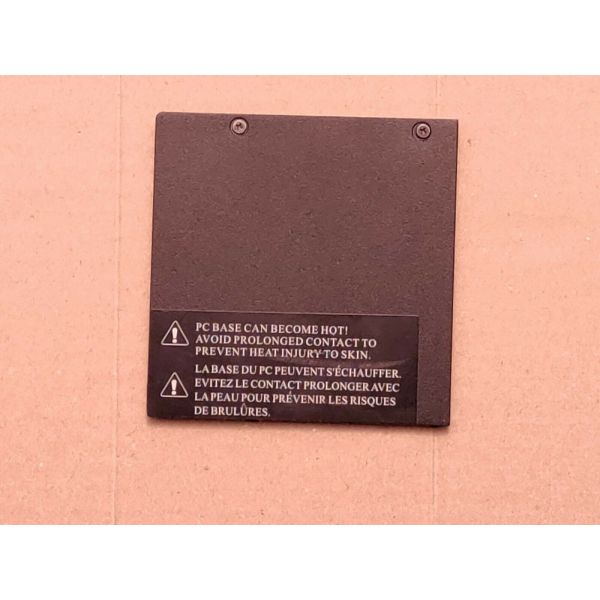 PC BASE CAN BECOME HOT!
AVOID PROLONGED CONTACT TO
PREVENT HEAT INJURY TO SKIN.
LA BASE DU PC PEUVENT S'ÉCHAUFFER.
EVITEZ LE CONTACT PROLONGER AVEC
LA PEAU POUR PRÉVENIR LES RISQUES
DE BRULÛRES.